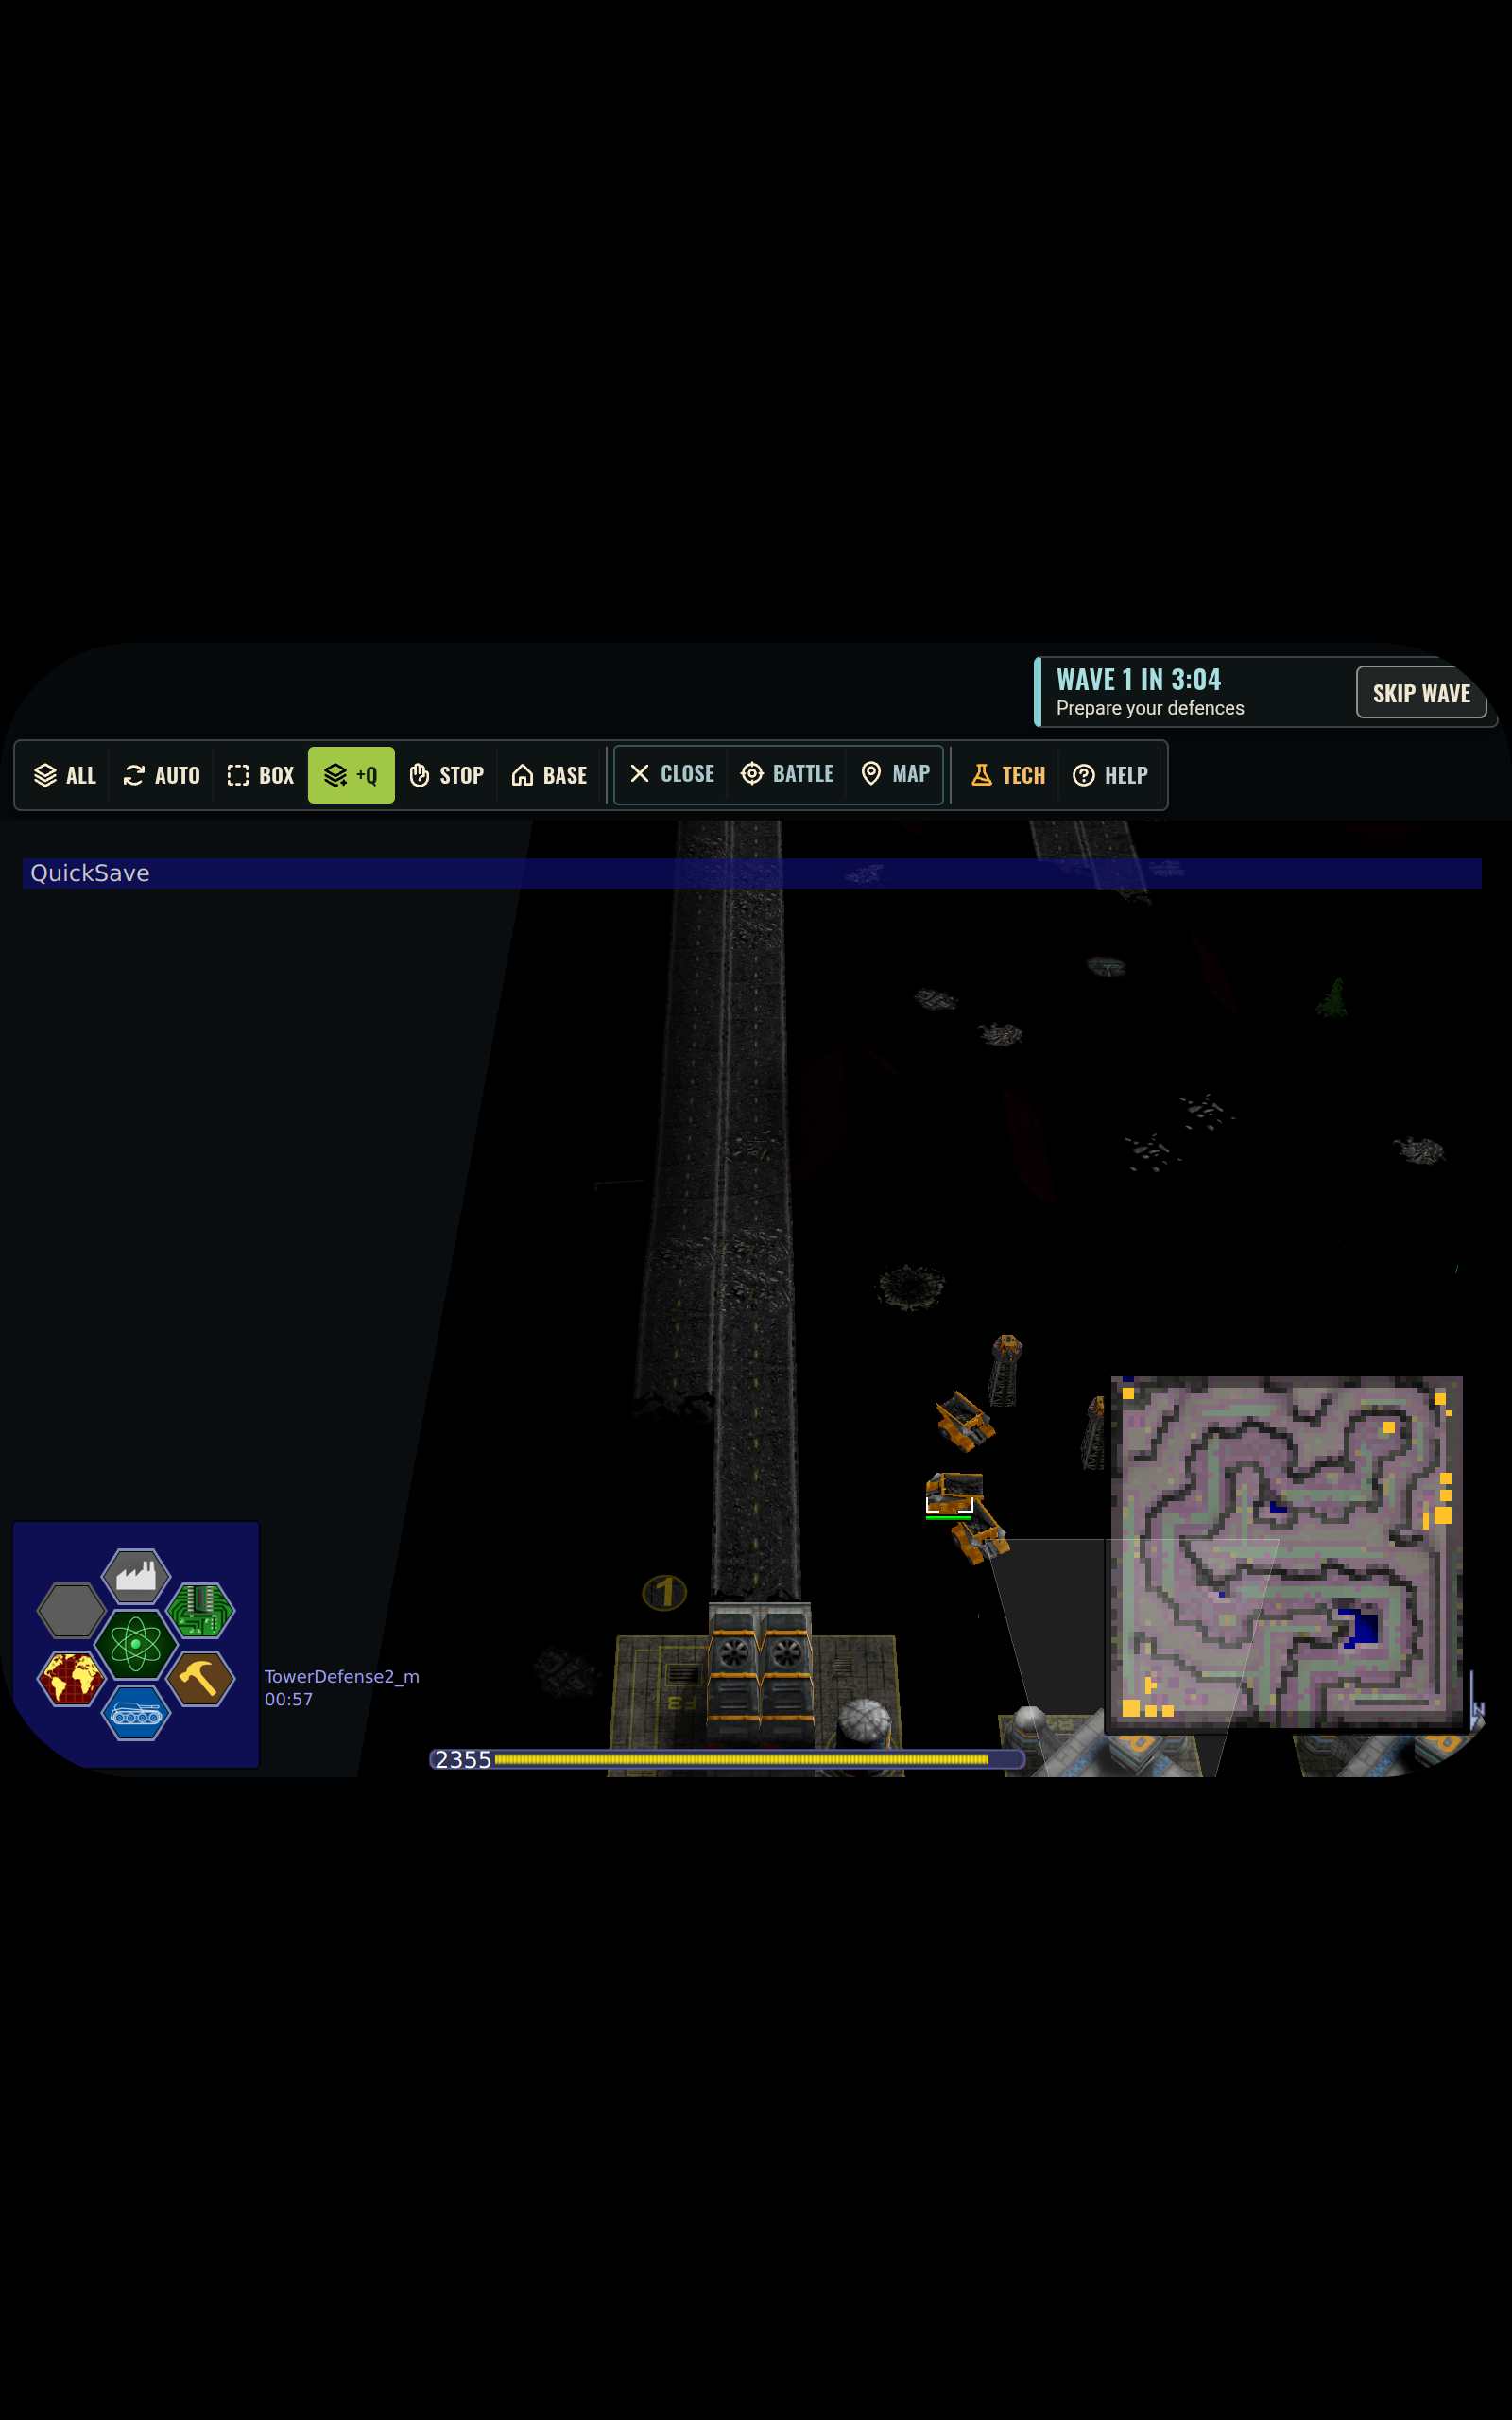 WAVE 1 IN 3:04
Prepare your defences
SKIP WAVE
ALL AUTO BOX +Q STOP BASE CLOSE BATTLE MAP TECH HELP
QuickSave
1
TowerDefense2_m
00:57
N
2355